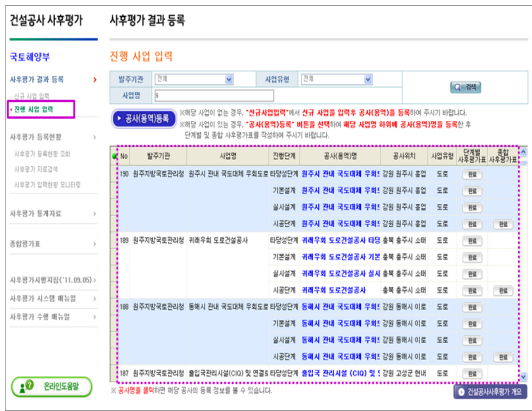 건설공사 사후평가
사후평가 결과 등록
국토해양부
사후평가 결과 등록
신규 사업 입력
진행 사업 입력
사후평가 등록현황
사후평가 등록현황 조회
사후평가 자료검색
사후평가 입력현황 모니터링
사후평가 통계자료
종합평가표
사후평가시행지침('11.09.05)
사후평가 시스템 매뉴얼
사후평가 수행 매뉴얼
온라인도움말
진행 사업 입력
발주기관 전체 사업유형 전체
사업명
검색
공사(용역)등록
※해당 사업이 없는 경우, "신규사업입력"에서 신규 사업을 입력후 공사(용역)을 등록하여 주시기 바랍니다.
※해당 사업이 있는 경우, "공사(용역)등록" 버튼을 선택하여 해당 사업명 하위에 공사(용역)명을 등록한 후
단계별 및 종합 사후평가표를 작성하여 주시기 바랍니다.
No 발주기관 사업명 진행단계 공사(용역)명 공사위치 사업유형 단계별 사후평가표 종합 사후평가표
190 원주지방국토관리청 원주시 관내 국도대체 우회도로 타당성단계 원주시 관내 국도대체 우회! 강원 원주시 흥업 도로 완료
기본설계 원주시 관내 국도대체 우회! 강원 원주시 흥업 도로 완료
실시설계 원주시 관내 국도대체 우회! 강원 원주시 흥업 도로 완료
시공단계 원주시 관내 국도대체 우회! 강원 원주시 흥업 도로 완료 완료
189 원주지방국토관리청 귀래우회 도로건설공사 타당성단계 귀래우회 도로건설공사 타당 충북 충주시 소태 도로 완료
기본설계 귀래우회 도로건설공사 기본 충북 충주시 소태 도로 완료
실시설계 귀래우회 도로건설공사 실시 충북 충주시 소태 도로 완료
시공단계 귀래우회 도로건설공사 충북 충주시 소태 도로 완료 완료
188 원주지방국토관리청 동해시 관내 국도대체 우회도로 타당성단계 동해시 관내 국도대체 우회! 강원 동해시 이로 도로 완료
기본설계 동해시 관내 국도대체 우회! 강원 동해시 이로 도로 완료
실시설계 동해시 관내 국도대체 우회! 강원 동해시 이로 도로 완료
시공단계 동해시 관내 국도대체 우회! 강원 동해시 이로 도로 완료 완료
187 원주지방국토관리청 출입국관리시설(CIQ) 및 연결도 타당성단계 출입국 관리시설 (CIQ) 및 강원 고성군 현내 도로 완료
※ 공사명을 클릭하면 해당 공사의 등록 정보를 볼 수 있습니다.
건설공사사후평가 개요